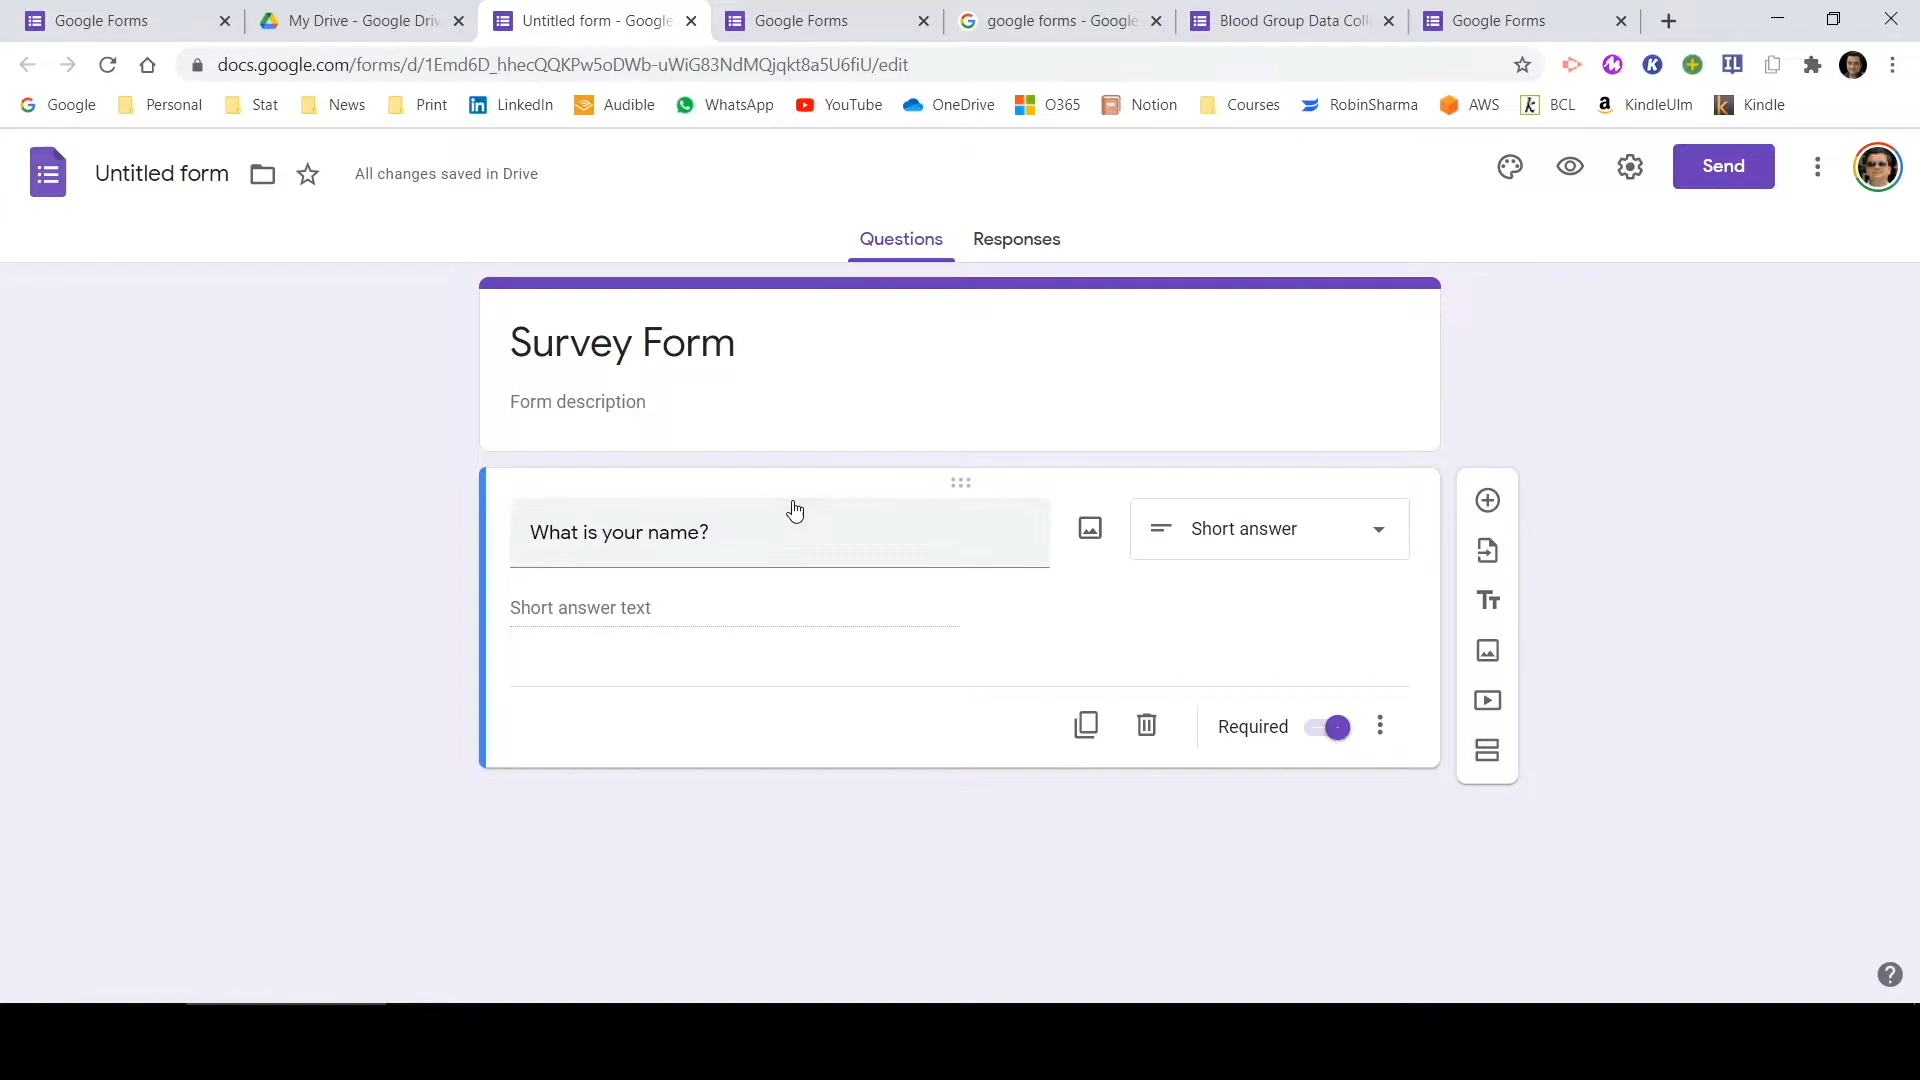 Google Forms
My Drive - Google Driv
Untitled form - Google
Google Forms
google forms - Google
Blood Group Data Coll
Google Forms
docs.google.com/forms/d/1Emd6D_hhecQQKPw5oDWb-uWiG83NdMQjqkt8a5U6fiU/edit
Google
Personal
Stat
News
Print
LinkedIn
Audible
WhatsApp
YouTube
OneDrive
O365
Notion
Courses
RobinSharma
AWS
BCL
KindleUlm
Kindle
Untitled form
All changes saved in Drive
Send
Questions
Responses
Survey Form
Form description
What is your name?
Short answer
Short answer text
Required